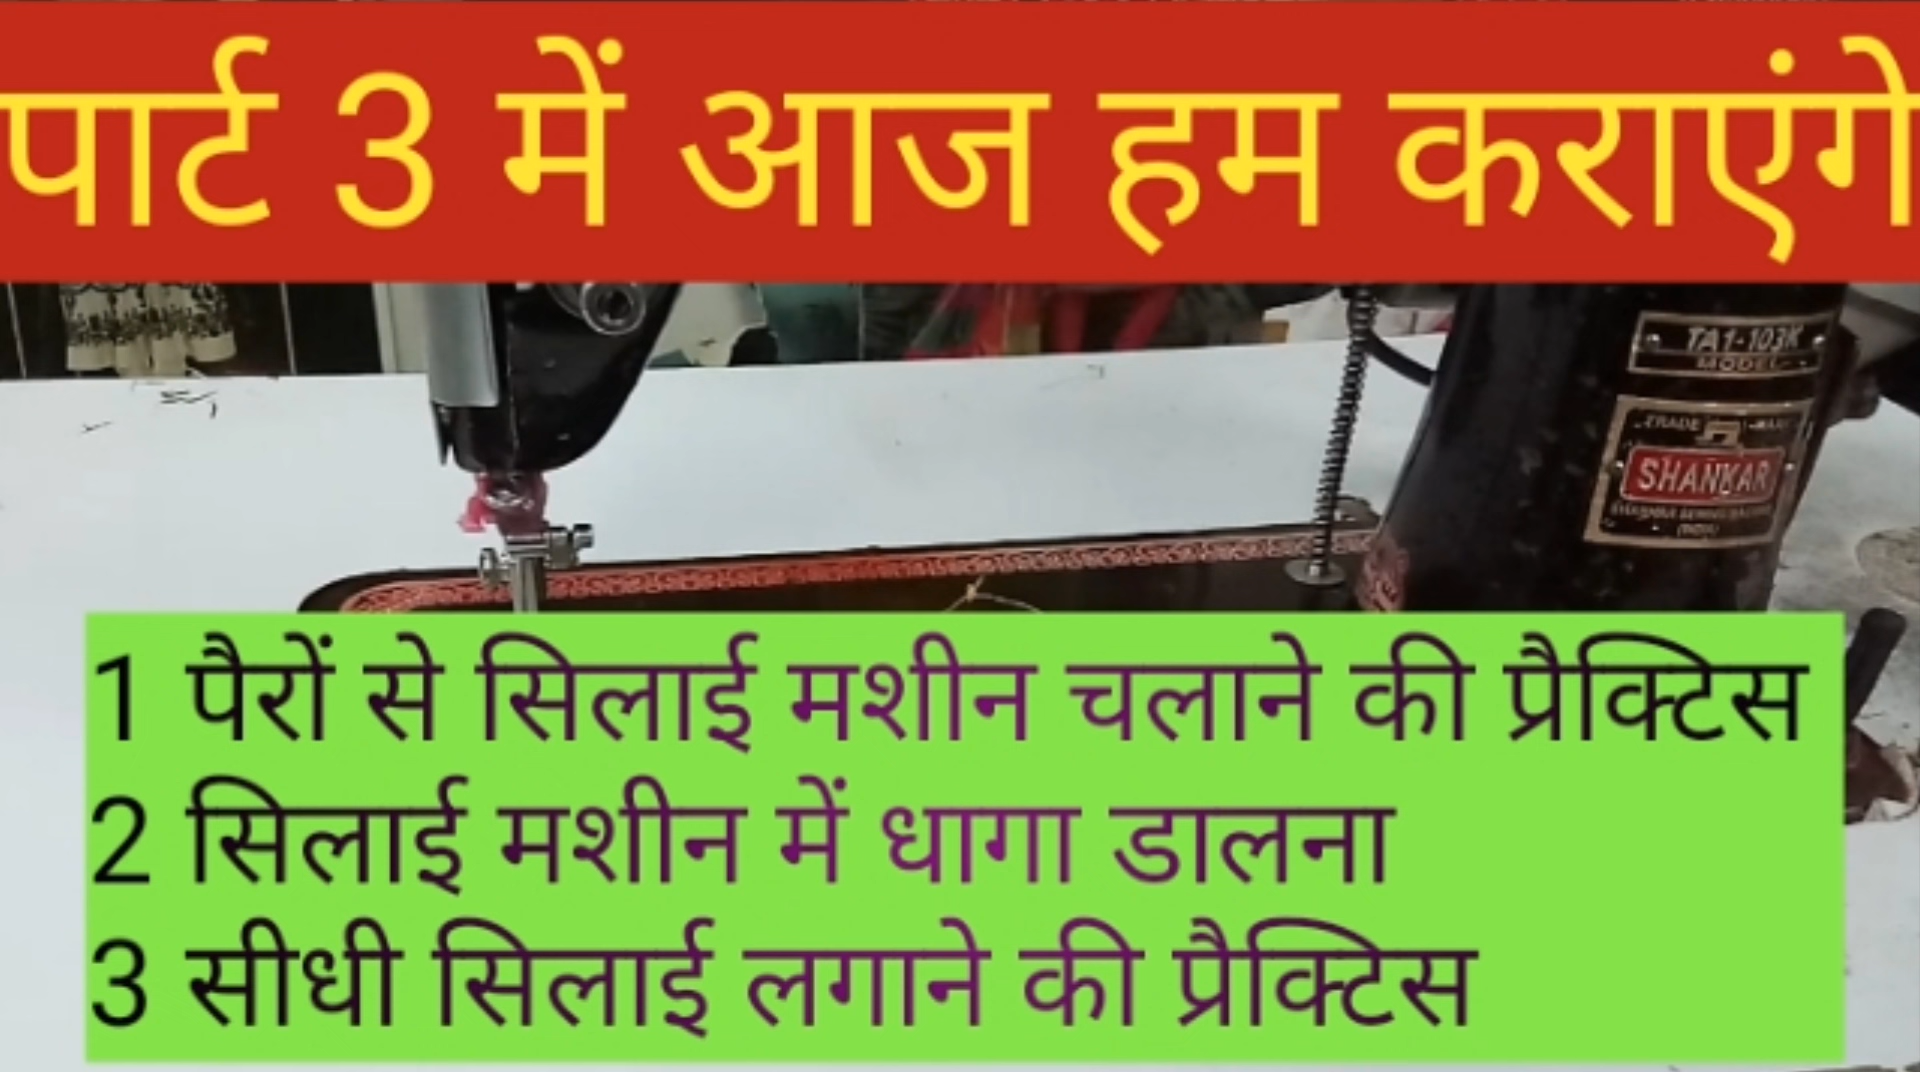 पार्ट 3 में आज हम कराएंगे
TA1-103K
MODEL
TRADE MARK
SHANKAR
1 पैरों से सिलाई मशीन चलाने की प्रैक्टिस
2 सिलाई मशीन में धागा डालना
3 सीधी सिलाई लगाने की प्रैक्टिस